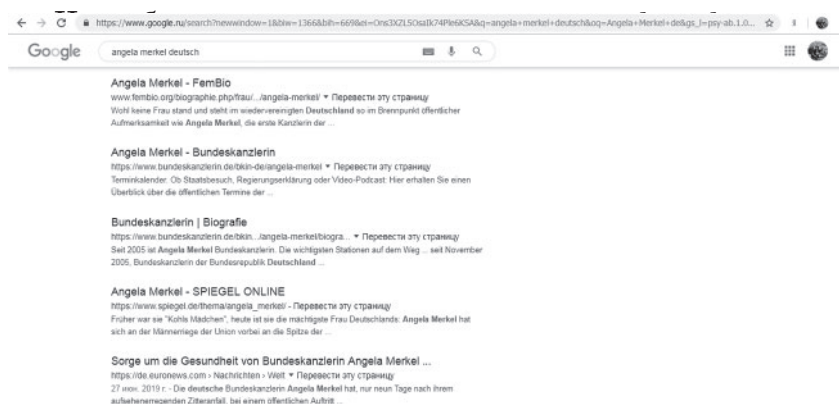 https://www.google.ru/search?newwindow=1&biw=1366&bih=669&ei=Ons3XZL5OsaIk74Ple6KSA&q=angela+merkel+deutsch&oq=Angela+Merkel+de&gs_l=psy-ab.1.0...
Google angela merkel deutsch
Angela Merkel - FemBio
www.fembio.org/biographie.php/frau/.../angela-merkel/ ▾ Перевести эту страницу
Wohl keine Frau stand und steht im wiedervereinigten Deutschland so im Brennpunkt öffentlicher
Aufmerksamkeit wie Angela Merkel, die erste Kanzlerin der ...
Angela Merkel - Bundeskanzlerin
https://www.bundeskanzlerin.de/bkin-de/angela-merkel ▾ Перевести эту страницу
Terminkalender. Ob Staatsbesuch, Regierungserklärung oder Video-Podcast: Hier erhalten Sie einen
Überblick über die öffentlichen Termine der ...
Bundeskanzlerin | Biografie
https://www.bundeskanzlerin.de/bkin.../angela-merkel/biogra... ▾ Перевести эту страницу
Seit 2005 ist Angela Merkel Bundeskanzlerin. Die wichtigsten Stationen auf dem Weg ... seit November
2005, Bundeskanzlerin der Bundesrepublik Deutschland ...
Angela Merkel - SPIEGEL ONLINE
https://www.spiegel.de/thema/angela_merkel/ - Перевести эту страницу
Früher war sie "Kohls Mädchen", heute ist sie die mächtigste Frau Deutschlands: Angela Merkel hat
sich an der Männerriege der Union vorbei an die Spitze der ...
Sorge um die Gesundheit von Bundeskanzlerin Angela Merkel ...
https://de.euronews.com › Nachrichten › Welt ▾ Перевести эту страницу
27 июн. 2019 г. - Die deutsche Bundeskanzlerin Angela Merkel hat, nur neun Tage nach ihrem
aufsehenerregenden Zitteranfall, bei einem öffentlichen Auftritt ...